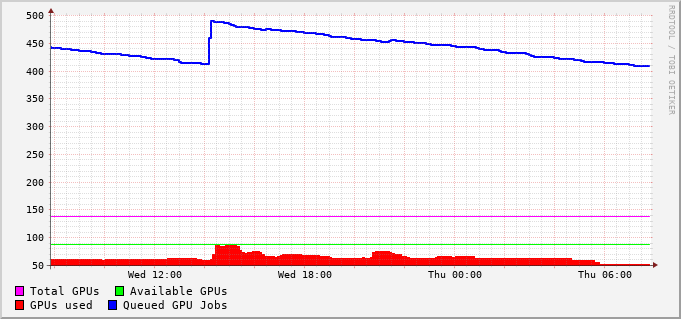 500
450
400
350
300
250
200
150
100
50
Wed 12:00 Wed 18:00 Thu 00:00 Thu 06:00
Total GPUs Available GPUs
GPUs used Queued GPU Jobs
RRDTOOL / TOBI OETIKER